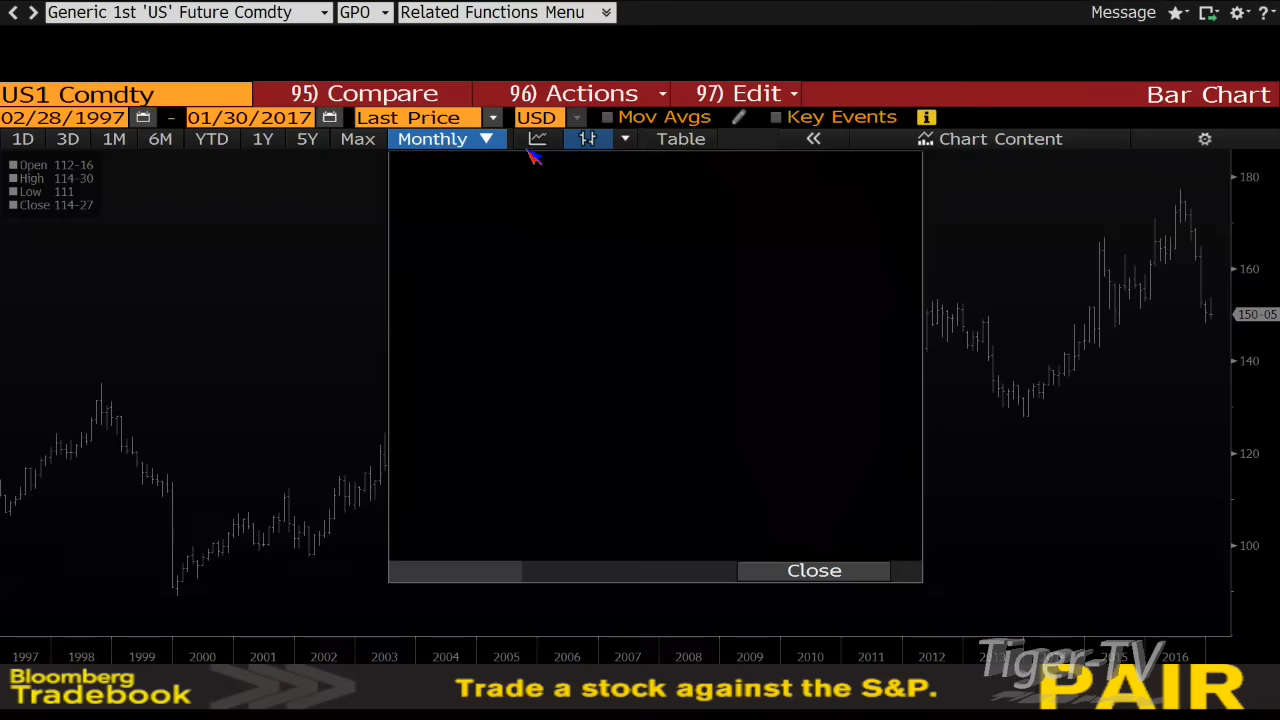 Generic 1st 'US' Future Comdty GPO Related Functions Menu Message ?
US1 Comdty 95) Compare 96) Actions 97) Edit Bar Chart
02/28/1997 - 01/30/2017 Last Price USD Mov Avgs Key Events i
1D 3D 1M 6M YTD 1Y 5Y Max Monthly ▼ Table « Chart Content
Open 112-16
High 114-30
Low 111
Close 114-27
180
160
150-05
140
120
100
Close
1997 1998 1999 2000 2001 2002 2003 2004 2005 2006 2007 2008 2009 2010 2011 2012 2015 2016
Tiger-TV
Bloomberg
Tradebook
Trade a stock against the S&P.
PAIR